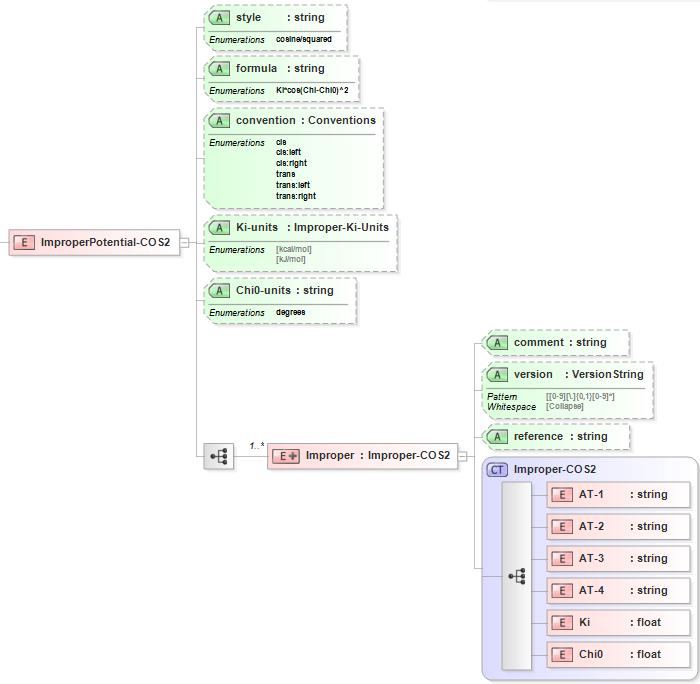 A style : string
Enumerations cosine/squared
A formula : string
Enumerations Ki*cos(Chi-Chi0)^2
A convention : Conventions
Enumerations cis
cis:left
cis:right
trans
trans:left
trans:right
E ImproperPotential-COS2
A Ki-units : Improper-Ki-Units
Enumerations [kcal/mol]
[kJ/mol]
A Chi0-units : string
Enumerations degrees
A comment : string
A version : VersionString
Pattern [[0-9][\.]{0,1}[0-9]*]
Whitespace [Collapse]
A reference : string
1..*
E+ Improper : Improper-COS2
CT Improper-COS2
E AT-1 : string
E AT-2 : string
E AT-3 : string
E AT-4 : string
E Ki : float
E Chi0 : float